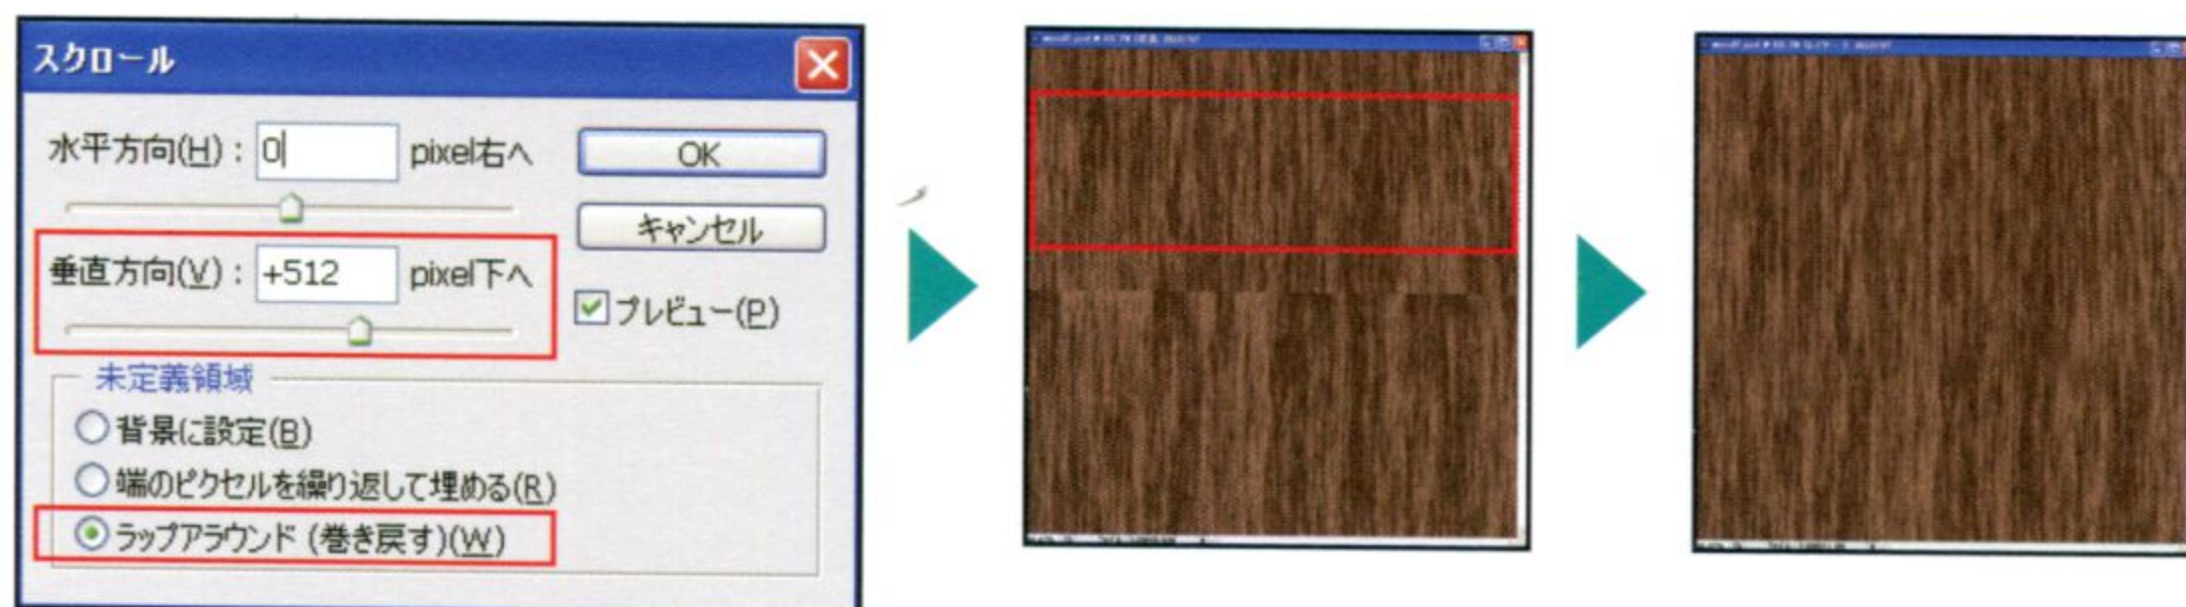 スクロール
水平方向(H): 0 pixel右へ
OK
キャンセル
垂直方向(V): +512 pixel下へ
プレビュー(P)
未定義領域
背景に設定(B)
端のピクセルを繰り返して埋める(R)
ラップアラウンド (巻き戻す)(W)